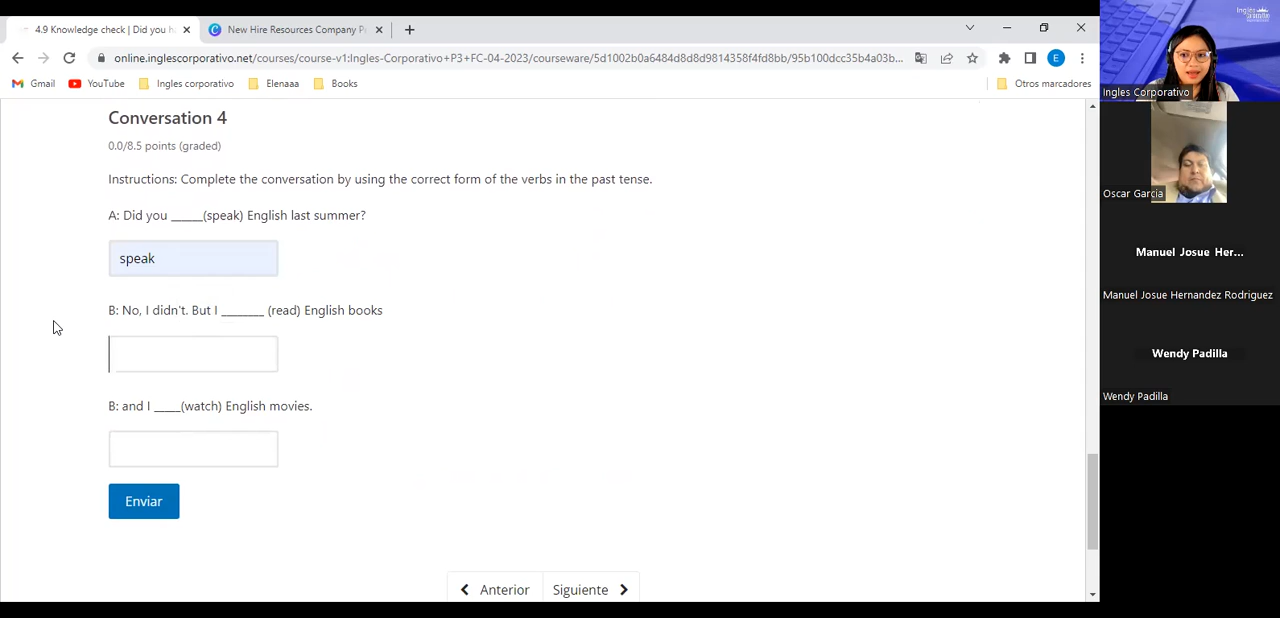 4.9 Knowledge check | Did you h
New Hire Resources Company P
online.inglescorporativo.net/courses/course-v1:Ingles-Corporativo+P3+FC-04-2023/courseware/5d1002b0a6484d8d8d9814358f4fd8bb/95b100dcc35b4a03b...
E
Gmail
YouTube
Ingles corporativo
Elenaaa
Books
Otros marcadores
Conversation 4
0.0/8.5 points (graded)
Instructions: Complete the conversation by using the correct form of the verbs in the past tense.
A: Did you ______(speak) English last summer?
speak
B: No, I didn't. But I ________ (read) English books
B: and I _____(watch) English movies.
Enviar
Anterior
Siguiente
Ingles Corporativo
Oscar Garcia
Manuel Josue Her...
Manuel Josue Hernandez Rodriguez
Wendy Padilla
Wendy Padilla